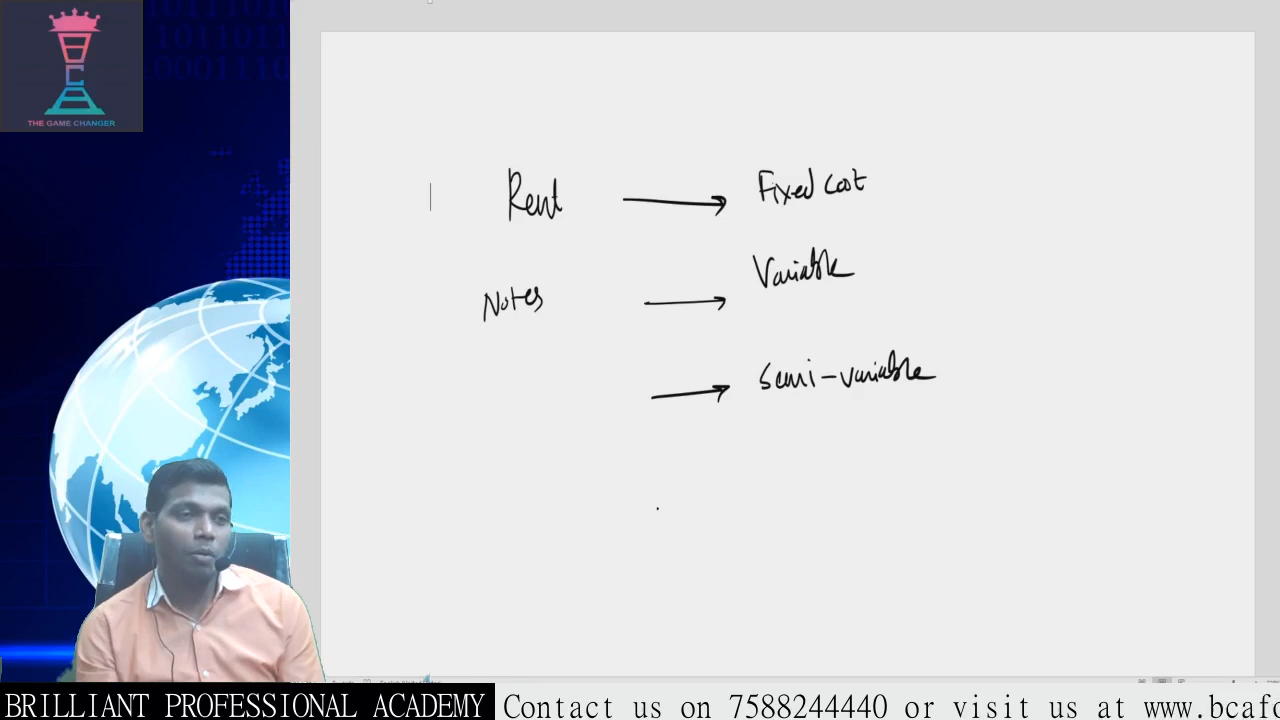 THE GAME CHANGER
Rent → Fixed cost
Notes → Variable
→ Semi-variable
BRILLIANT PROFESSIONAL ACADEMY Contact us on 7588244440 or visit us at www.bcafo